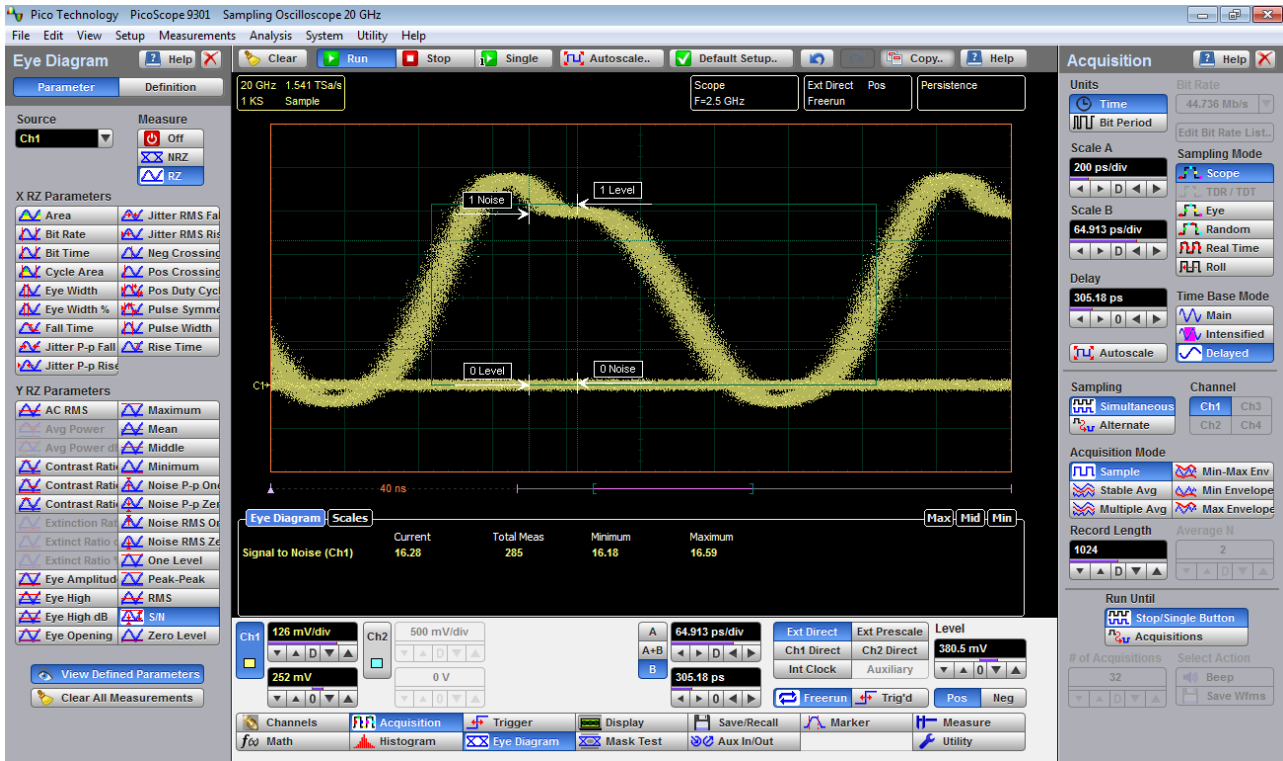 Pico Technology PicoScope 9301 Sampling Oscilloscope 20 GHz
File Edit View Setup Measurements Analysis System Utility Help
Eye Diagram Help
Parameter Definition
Source Measure
Ch1 Off
NRZ
RZ
X RZ Parameters
Area Jitter RMS Fal
Bit Rate Jitter RMS Ris
Bit Time Neg Crossing
Cycle Area Pos Crossing
Eye Width Pos Duty Cycl
Eye Width % Pulse Symme
Fall Time Pulse Width
Jitter P-p Fall Rise Time
Jitter P-p Rise
Y RZ Parameters
AC RMS Maximum
Avg Power Mean
Avg Power dB Middle
Contrast Rati Minimum
Contrast Rati Noise P-p One
Contrast Rati Noise P-p Zer
Extinction Rat Noise RMS On
Extinct Ratio Noise RMS Ze
Extinct Ratio One Level
Eye Amplitud Peak-Peak
Eye High RMS
Eye High dB S/N
Eye Opening Zero Level
View Defined Parameters
Clear All Measurements
Clear Run Stop Single Autoscale.. Default Setup.. Copy.. Help
20 GHz 1.541 TSa/s
1 KS Sample
Scope
F=2.5 GHz
Ext Direct Pos
Freerun
Persistence
1 Noise
1 Level
0 Level
0 Noise
C1
40 ns
Eye Diagram Scales Max Mid Min
Current Total Meas Minimum Maximum
Signal to Noise (Ch1) 16.28 285 16.18 16.59
Ch1 126 mV/div Ch2 500 mV/div A 64.913 ps/div Ext Direct Ext Prescale Level
D D A+B D Ch1 Direct Ch2 Direct 380.5 mV
252 mV 0 V B 305.18 ps Int Clock Auxiliary 0
0 0 0 Freerun Trig'd Pos Neg
Channels Acquisition Trigger Display Save/Recall Marker Measure
f(x) Math Histogram Eye Diagram Mask Test Aux In/Out Utility
Acquisition Help
Units Bit Rate
Time 44.736 Mb/s
Bit Period Edit Bit Rate List..
Scale A Sampling Mode
200 ps/div Scope
D TDR / TDT
Scale B Eye
64.913 ps/div Random
D Real Time
Roll
Delay
305.18 ps Time Base Mode
0 Main
Intensified
Autoscale Delayed
Sampling Channel
Simultaneous Ch1 Ch3
Alternate Ch2 Ch4
Acquisition Mode
Sample Min-Max Env
Stable Avg Min Envelope
Multiple Avg Max Envelope
Record Length Average N
1024 2
D D
Run Until
Stop/Single Button
Acquisitions
# of Acquisitions Select Action
32 Beep
D Save Wfms